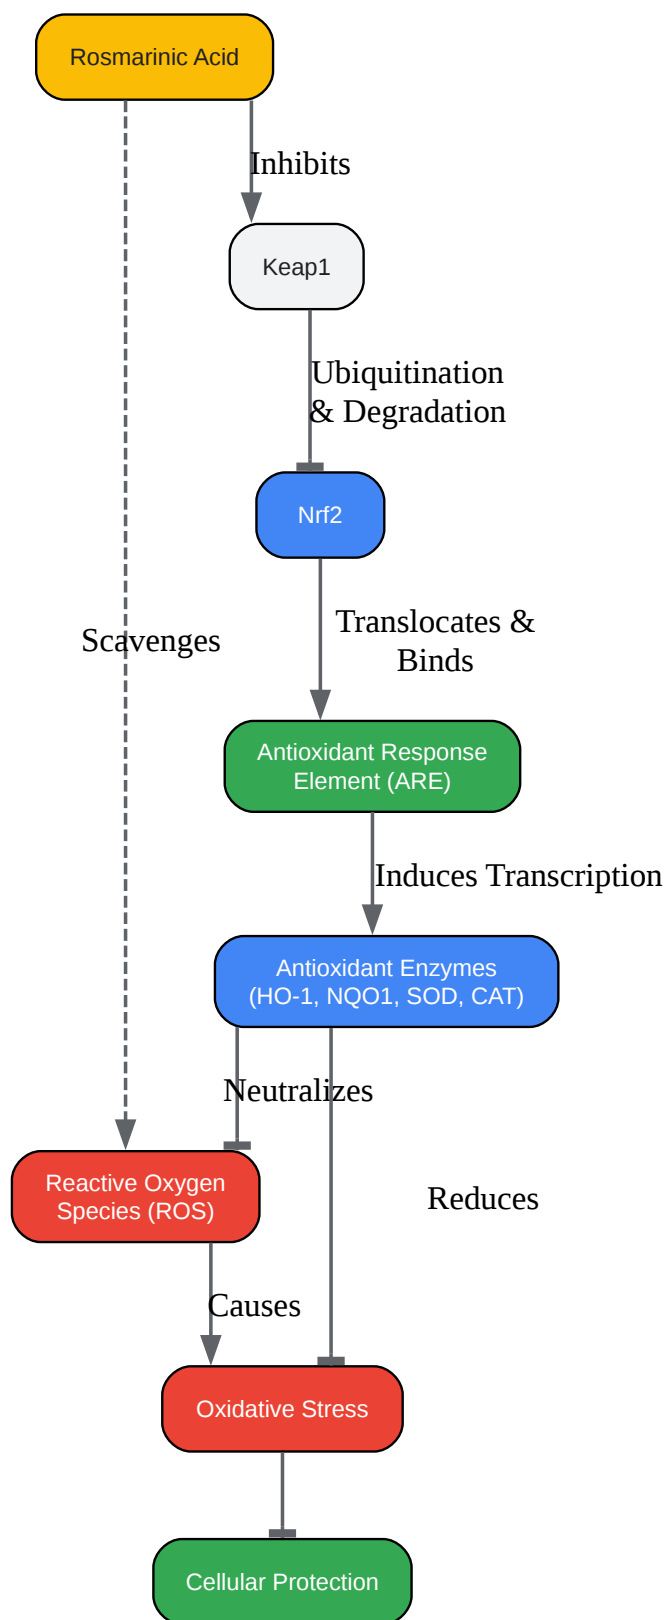 Rosmarinic Acid
Inhibits
Keap1
Ubiquitination
& Degradation
Nrf2
Translocates &
Binds
Scavenges
Antioxidant Response
Element (ARE)
Induces Transcription
Antioxidant Enzymes
(HO-1, NQO1, SOD, CAT)
Neutralizes
Reactive Oxygen
Species (ROS)
Reduces
Causes
Oxidative Stress
Cellular Protection